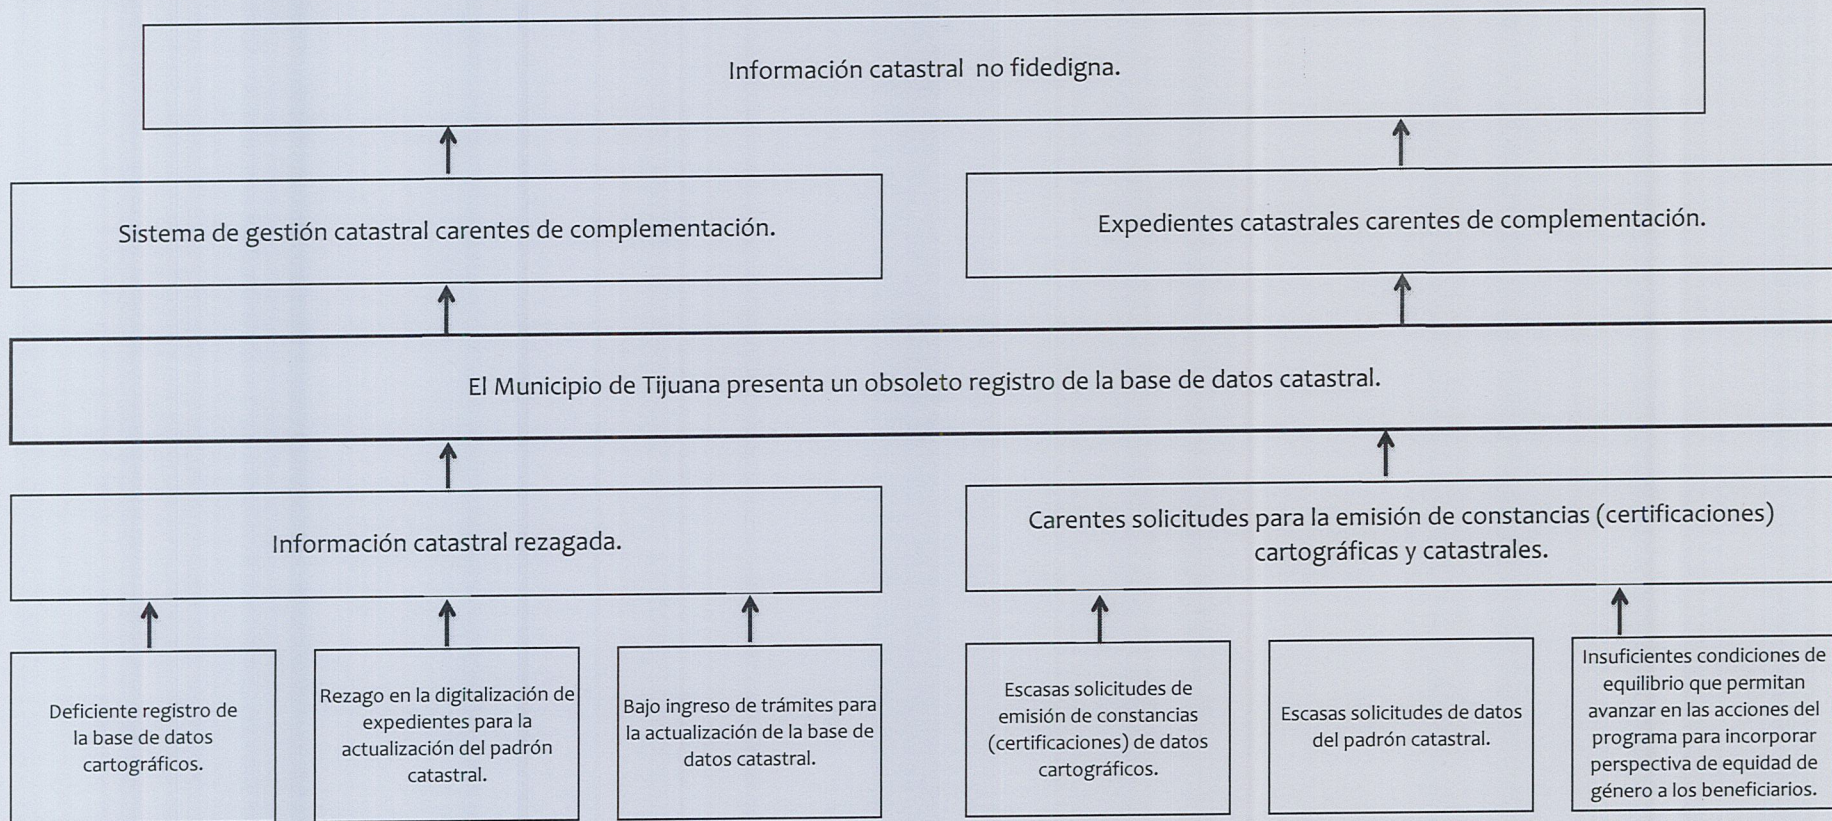 Información catastral no fidedigna.
Sistema de gestión catastral carentes de complementación.
Expedientes catastrales carentes de complementación.
El Municipio de Tijuana presenta un obsoleto registro de la base de datos catastral.
Información catastral rezagada.
Carentes solicitudes para la emisión de constancias (certificaciones)
cartográficas y catastrales.
Deficiente registro de
la base de datos
cartográficos.
Rezago en la digitalización de
expedientes para la
actualización del padrón
catastral.
Bajo ingreso de trámites para
la actualización de la base de
datos catastral.
Escasas solicitudes de
emisión de constancias
(certificaciones) de datos
cartográficos.
Escasas solicitudes de datos
del padrón catastral.
Insuficientes condiciones de
equilibrio que permitan
avanzar en las acciones del
programa para incorporar
perspectiva de equidad de
género a los beneficiarios.